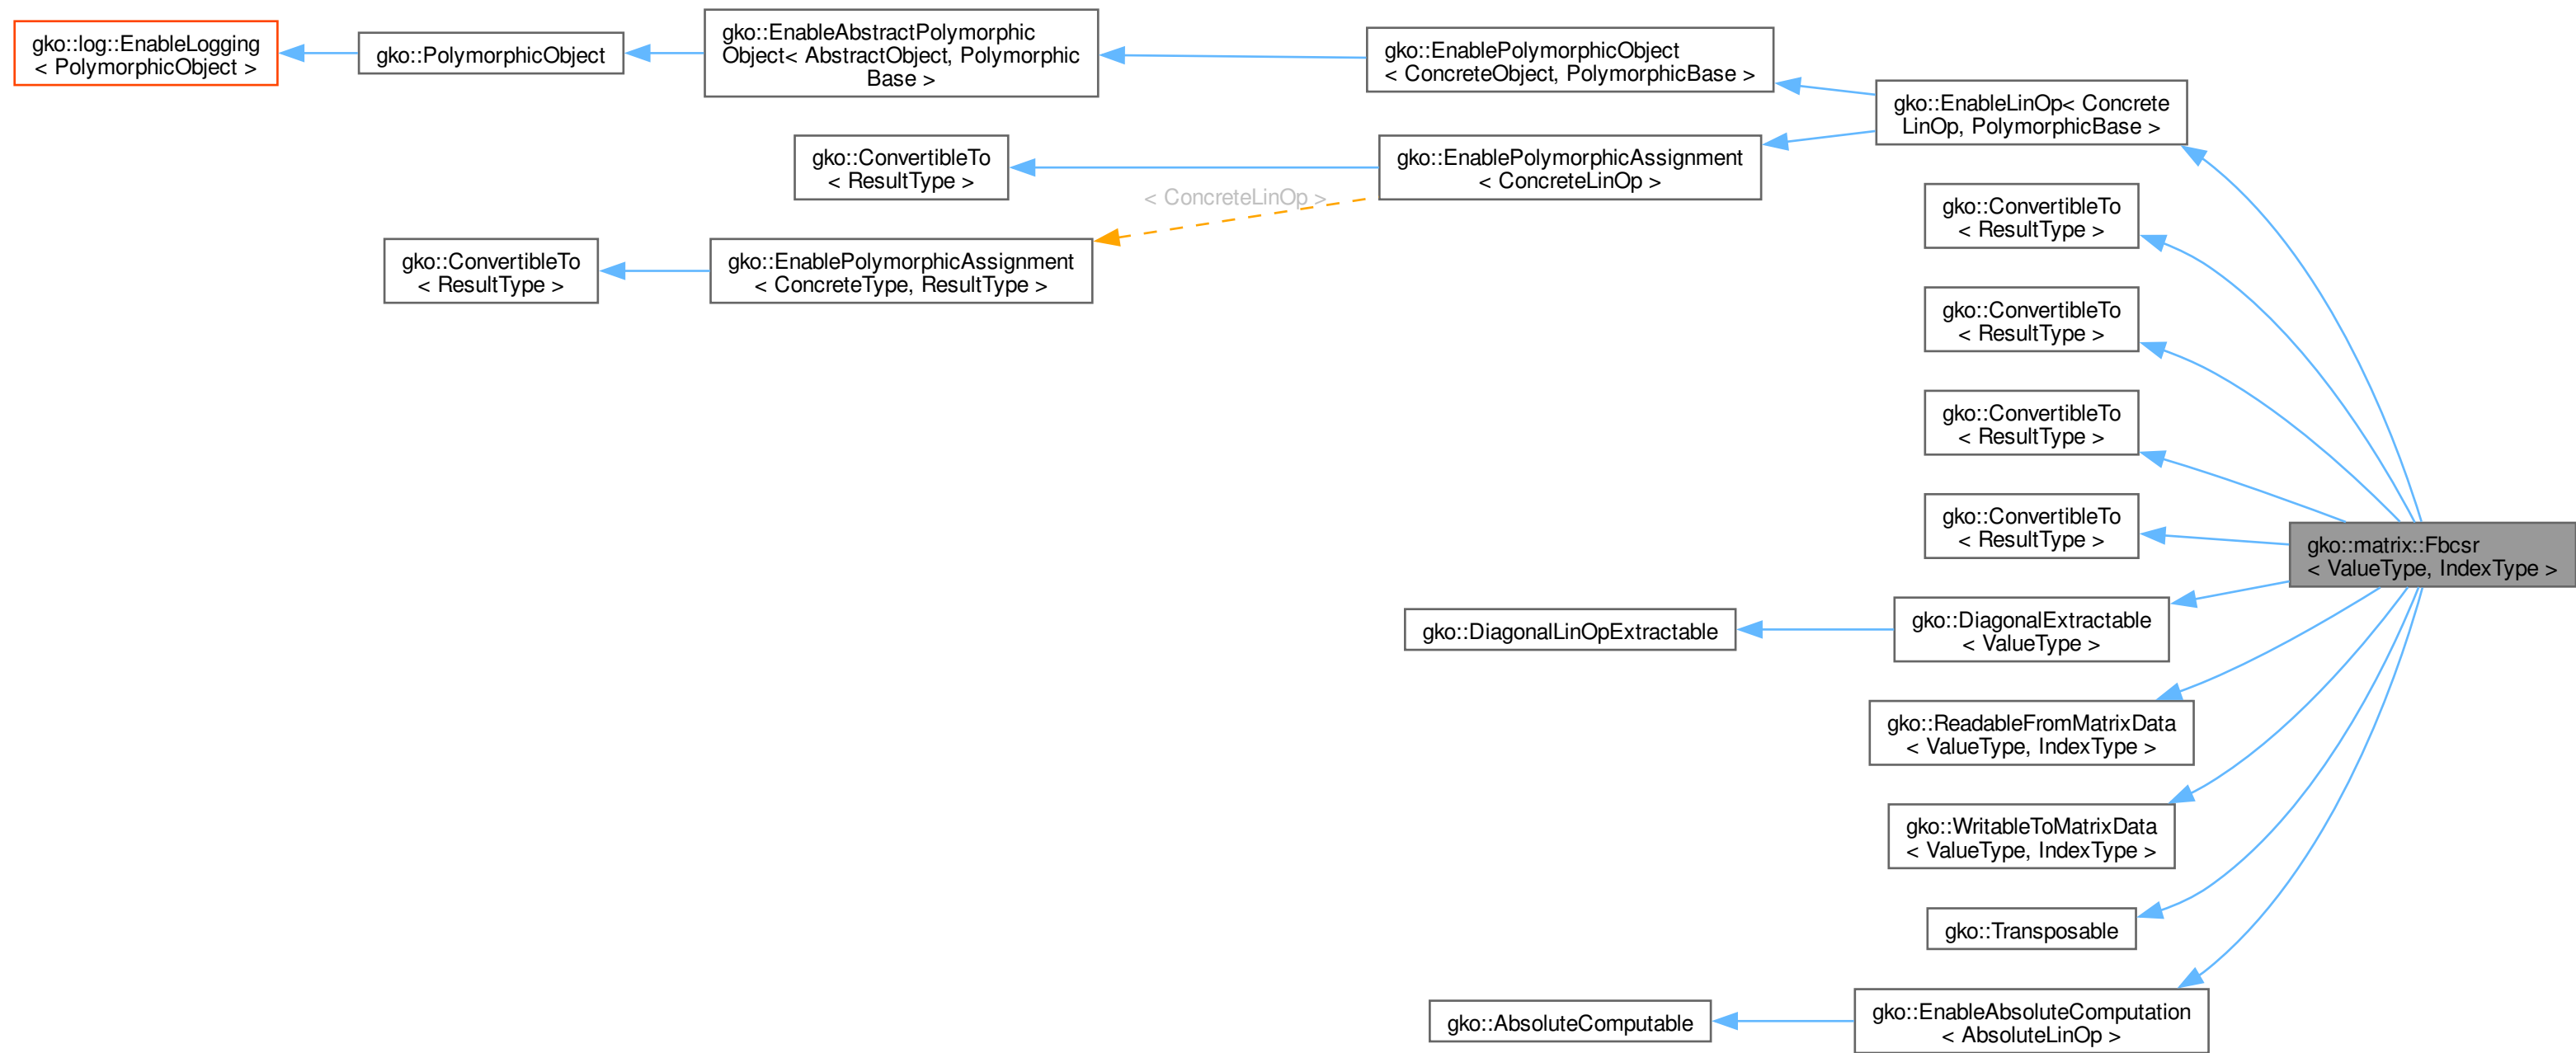 gko::log::EnableLogging
< PolymorphicObject >
gko::PolymorphicObject
gko::EnableAbstractPolymorphic
Object< AbstractObject, Polymorphic
Base >
gko::EnablePolymorphicObject
< ConcreteObject, PolymorphicBase >
gko::EnableLinOp< Concrete
LinOp, PolymorphicBase >
gko::ConvertibleTo
< ResultType >
gko::EnablePolymorphicAssignment
< ConcreteLinOp >
< ConcreteLinOp >
gko::ConvertibleTo
< ResultType >
gko::EnablePolymorphicAssignment
< ConcreteType, ResultType >
gko::ConvertibleTo
< ResultType >
gko::ConvertibleTo
< ResultType >
gko::ConvertibleTo
< ResultType >
gko::ConvertibleTo
< ResultType >
gko::matrix::Fbcsr
< ValueType, IndexType >
gko::DiagonalLinOpExtractable
gko::DiagonalExtractable
< ValueType >
gko::ReadableFromMatrixData
< ValueType, IndexType >
gko::WritableToMatrixData
< ValueType, IndexType >
gko::Transposable
gko::AbsoluteComputable
gko::EnableAbsoluteComputation
< AbsoluteLinOp >